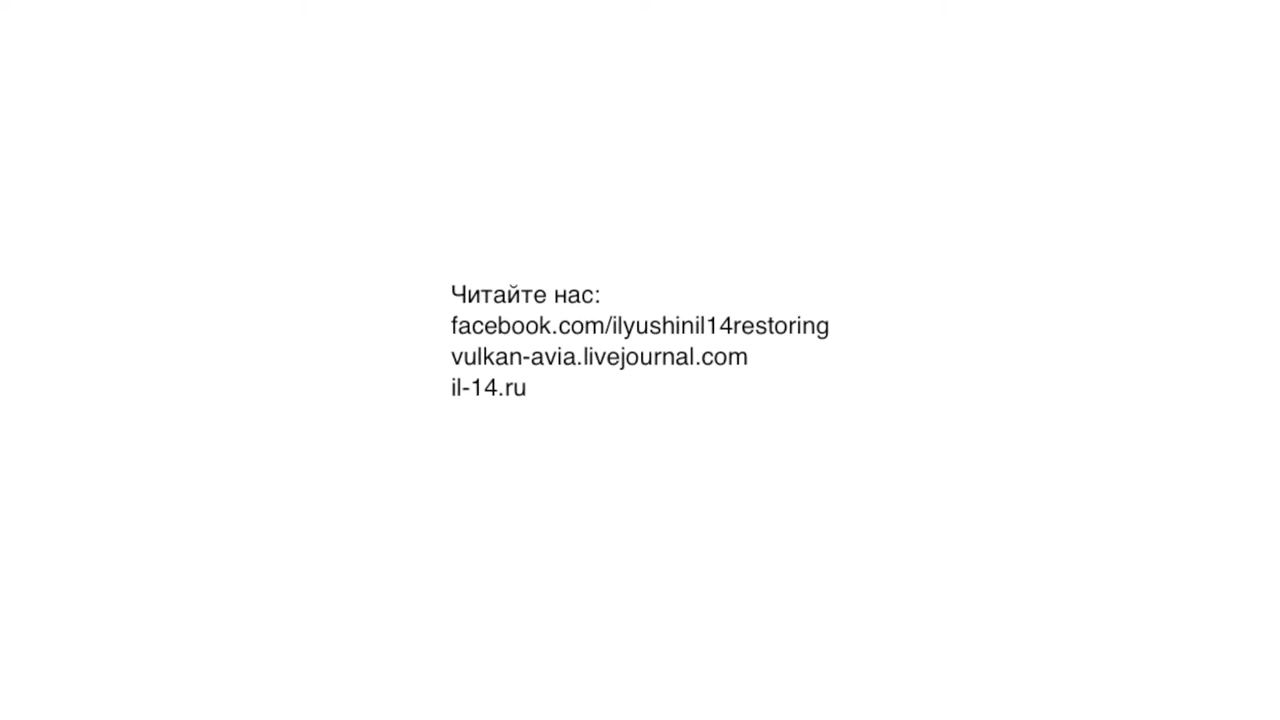 Читайте нас:
facebook.com/ilyushinil14restoring
vulkan-avia.livejournal.com
il-14.ru